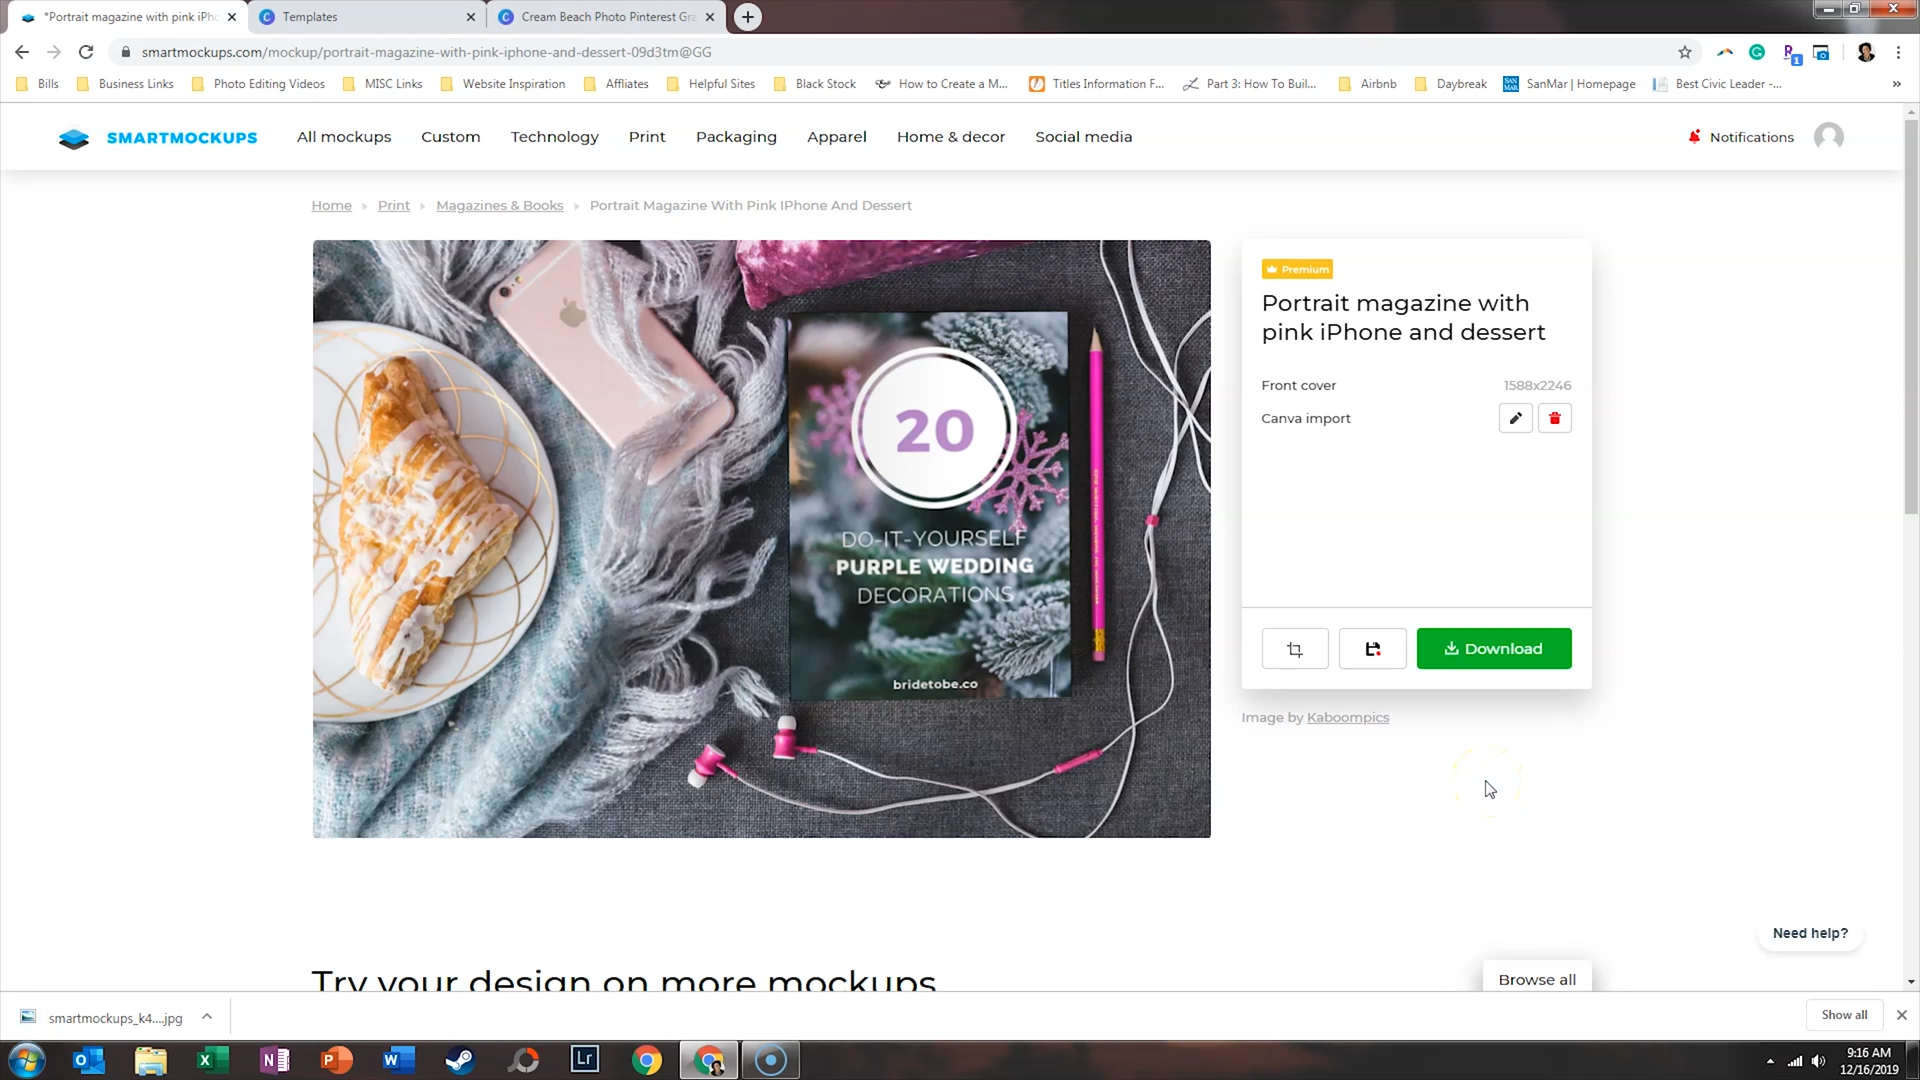 *Portrait magazine with pink iPho
Templates
Cream Beach Photo Pinterest Gra
smartmockups.com/mockup/portrait-magazine-with-pink-iphone-and-dessert-09d3tm@GG
Bills
Business Links
Photo Editing Videos
MISC Links
Website Inspiration
Affliates
Helpful Sites
Black Stock
How to Create a M...
Titles Information F...
Part 3: How To Buil...
Airbnb
Daybreak
SanMar | Homepage
Best Civic Leader -...
SMARTMOCKUPS
All mockups
Custom
Technology
Print
Packaging
Apparel
Home & decor
Social media
Notifications
Home
Print
Magazines & Books
Portrait Magazine With Pink IPhone And Dessert
20
DO-IT-YOURSELF
PURPLE WEDDING
DECORATIONS
bridetobe.co
Premium
Portrait magazine with
pink iPhone and dessert
Front cover
1588x2246
Canva import
Download
Image by Kaboompics
Need help?
Try your design on more mockups
Browse all
smartmockups_k4....jpg
Show all
Lr
9:16 AM
12/16/2019